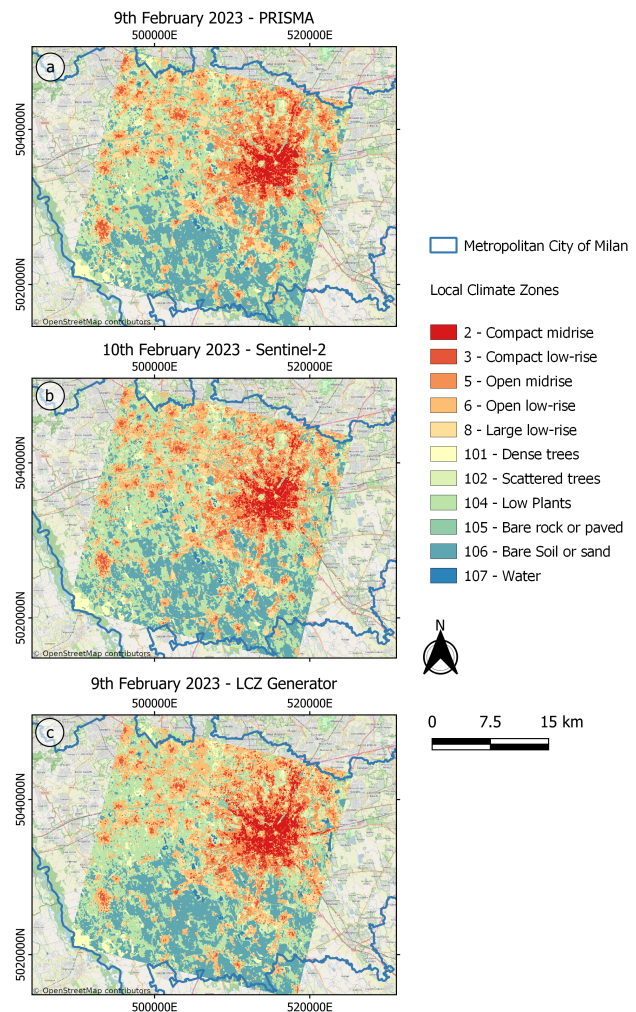 9th February 2023 - PRISMA
500000E 520000E
a
5040000N
5020000N
© OpenStreetMap contributors
10th February 2023 - Sentinel-2
500000E 520000E
b
5040000N
5020000N
© OpenStreetMap contributors
9th February 2023 - LCZ Generator
500000E 520000E
c
5040000N
5020000N
© OpenStreetMap contributors
500000E 520000E
Metropolitan City of Milan
Local Climate Zones
2 - Compact midrise
3 - Compact low-rise
5 - Open midrise
6 - Open low-rise
8 - Large low-rise
101 - Dense trees
102 - Scattered trees
104 - Low Plants
105 - Bare rock or paved
106 - Bare Soil or sand
107 - Water
N
0 7.5 15 km